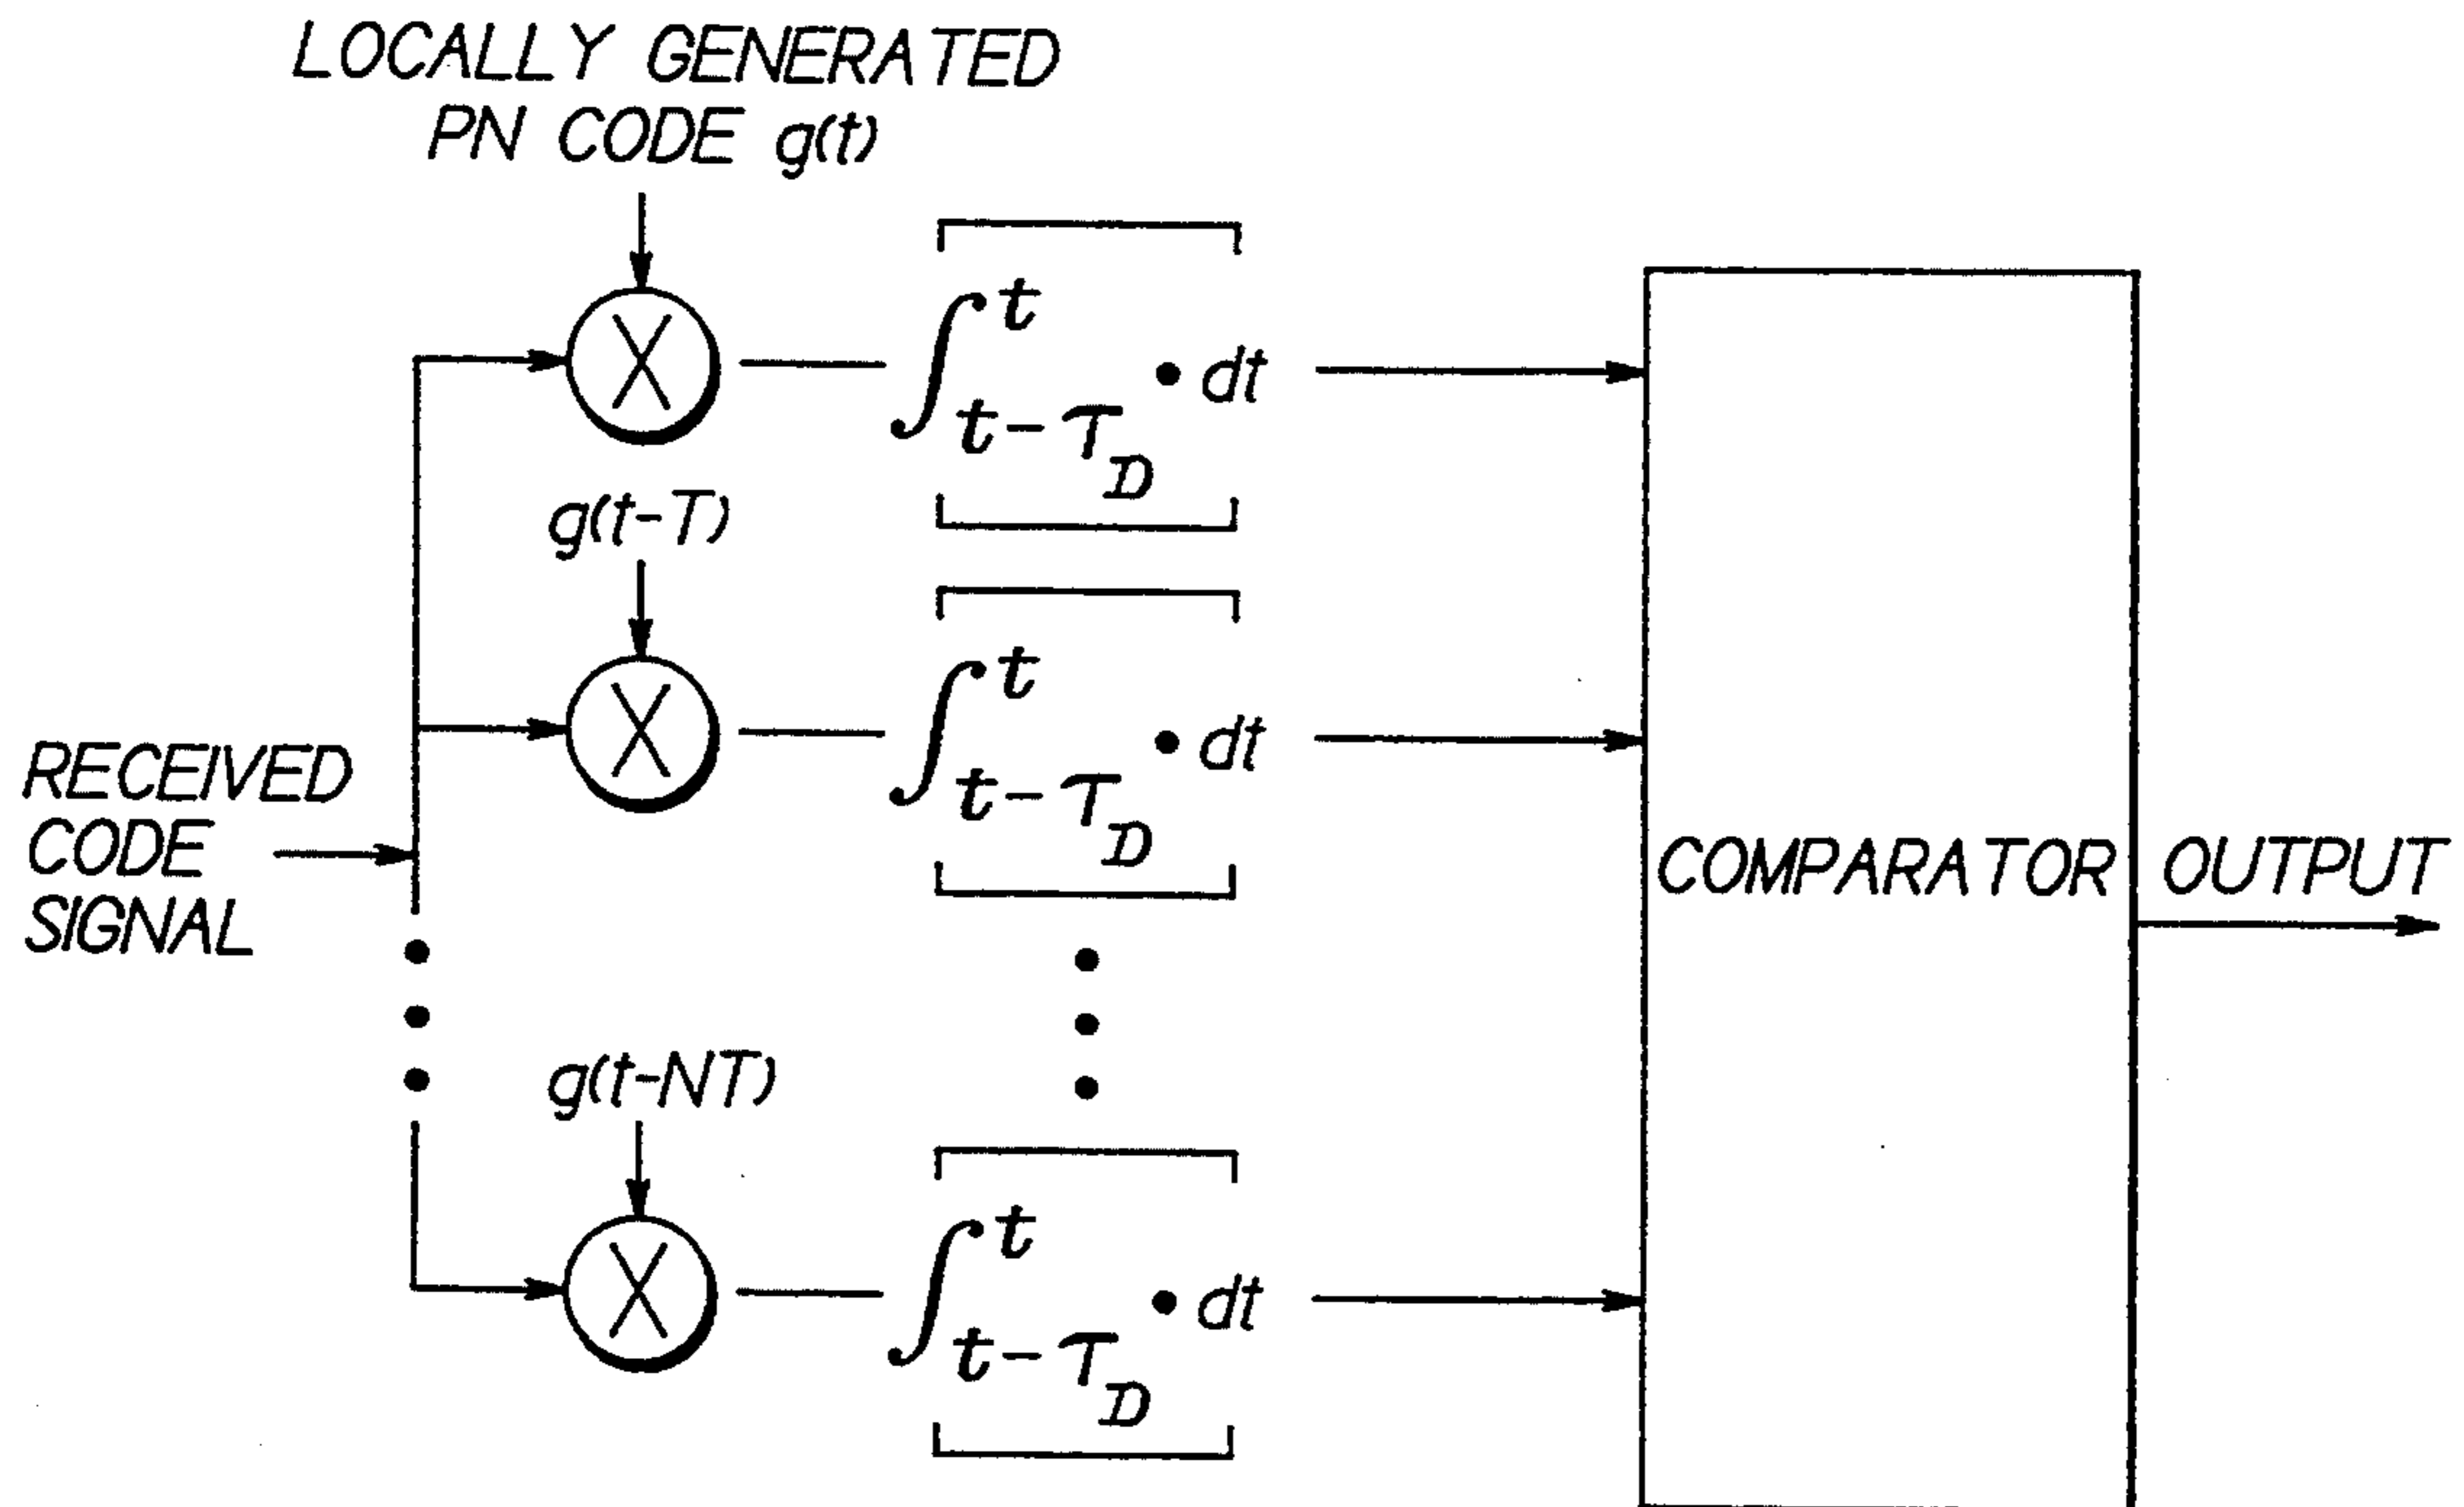 LOCALLY GENERATED
PN CODE g(t)
X
∫ t t-τD • dt
g(t-T)
X
∫ t t-τD • dt
RECEIVED
CODE
SIGNAL
COMPARATOR
OUTPUT
g(t-NT)
X
∫ t t-τD • dt